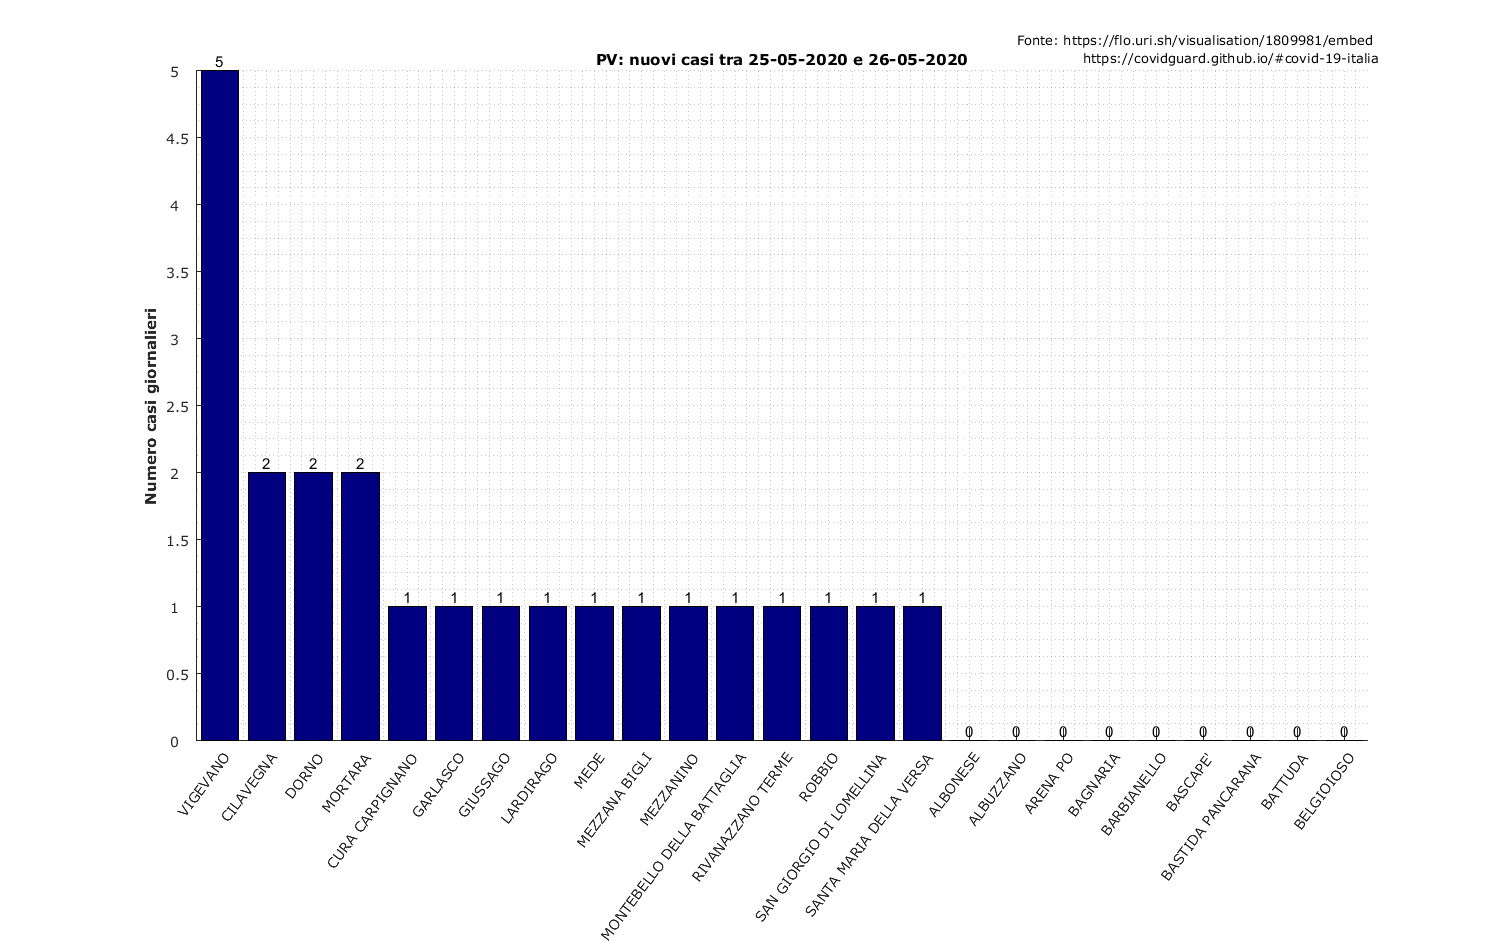 Fonte: https://flo.uri.sh/visualisation/1809981/embed
https://covidguard.github.io/#covid-19-italia
PV: nuovi casi tra 25-05-2020 e 26-05-2020
Numero casi giornalieri
5
4.5
4
3.5
3
2.5
2
1.5
1
0.5
0
5
2
2
2
1
1
1
1
1
1
1
1
1
1
1
1
0
0
0
0
0
0
0
0
0
VIGEVANO
CILAVEGNA
DORNO
MORTARA
CURA CARPIGNANO
GARLASCO
GIUSSAGO
LARDIRAGO
MEDE
MEZZANA BIGLI
MEZZANINO
MONTEBELLO DELLA BATTAGLIA
RIVANAZZANO TERME
ROBBIO
SAN GIORGIO DI LOMELLINA
SANTA MARIA DELLA VERSA
ALBONESE
ALBUZZANO
ARENA PO
BAGNARIA
BARBIANELLO
BASCAPE'
BASTIDA PANCARANA
BATTUDA
BELGIOIOSO